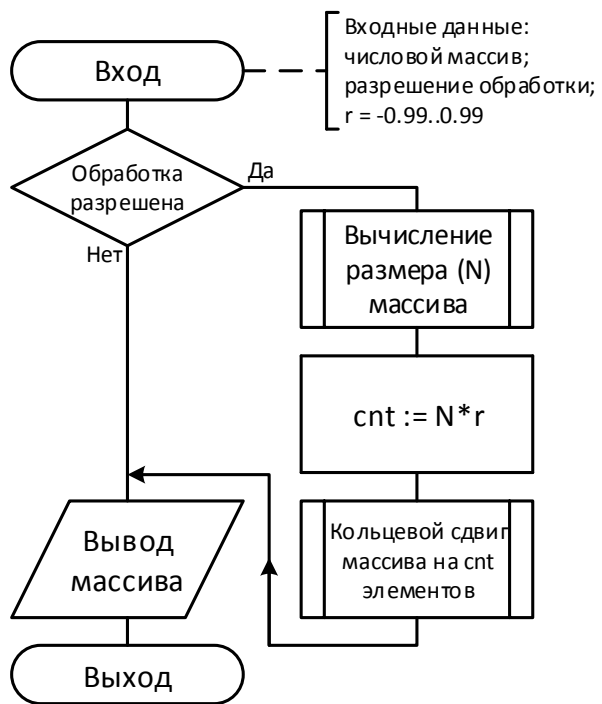 Вход
Входные данные:
числовой массив;
разрешение обработки;
r = -0.99..0.99
Обработка
разрешена
Да
Нет
Вычисление
размера (N)
массива
cnt := N*r
Кольцевой сдвиг
массива на cnt
элементов
Вывод
массива
Выход